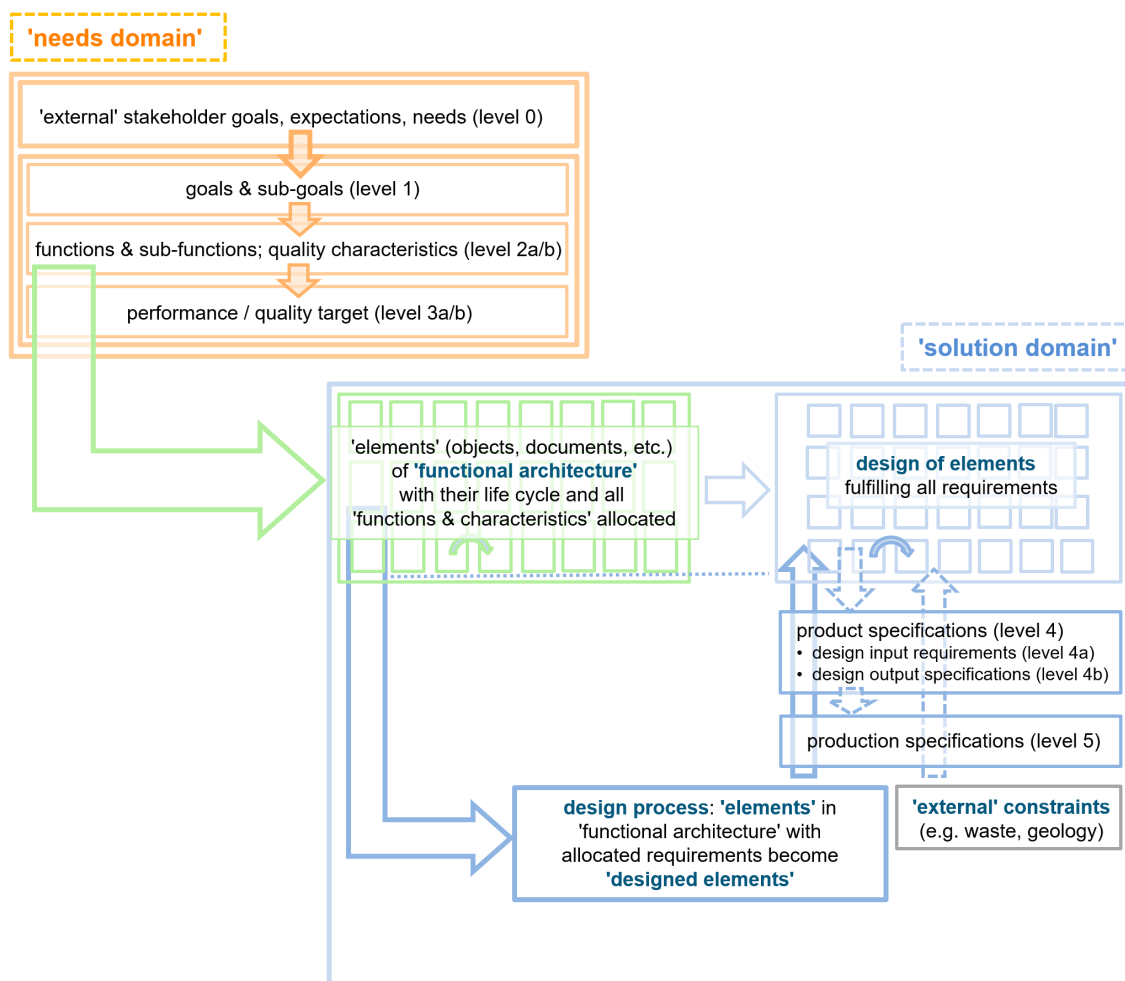 'needs domain'
'external' stakeholder goals, expectations, needs (level 0)
goals & sub-goals (level 1)
functions & sub-functions; quality characteristics (level 2a/b)
performance / quality target (level 3a/b)
'solution domain'
'elements' (objects, documents, etc.)
of 'functional architecture'
with their life cycle and all
'functions & characteristics' allocated
design of elements
fulfilling all requirements
product specifications (level 4)
• design input requirements (level 4a)
• design output specifications (level 4b)
production specifications (level 5)
design process: 'elements' in
'functional architecture' with
allocated requirements become
'designed elements'
'external' constraints
(e.g. waste, geology)